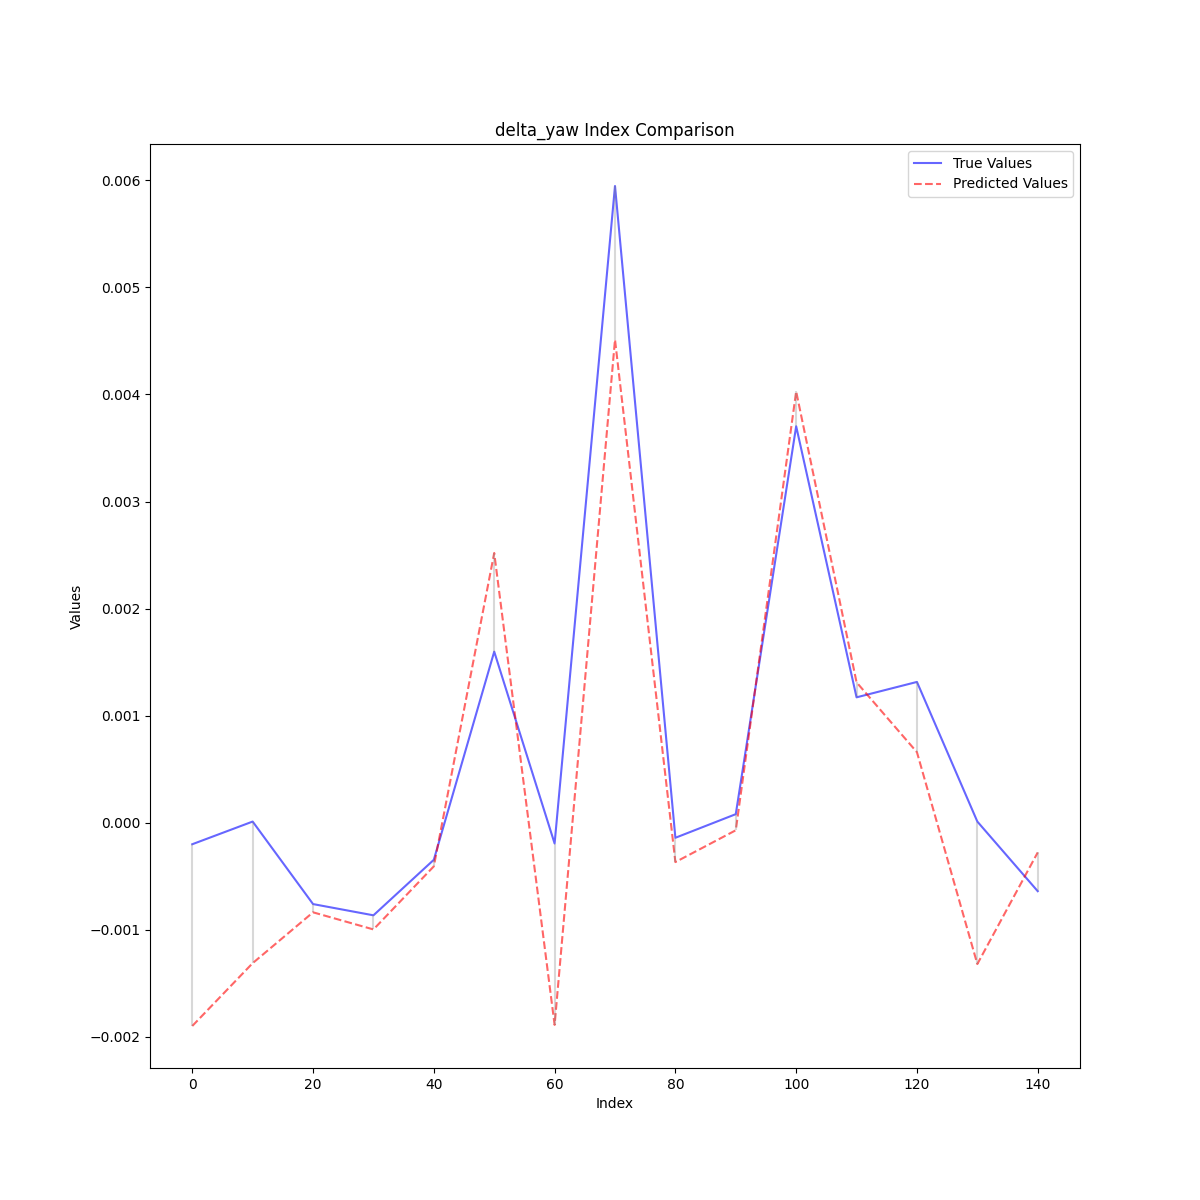 delta_yaw Index Comparison
True Values
Predicted Values
0.006
0.005
0.004
0.003
0.002
0.001
0.000
−0.001
−0.002
Values
0 20 40 60 80 100 120 140
Index